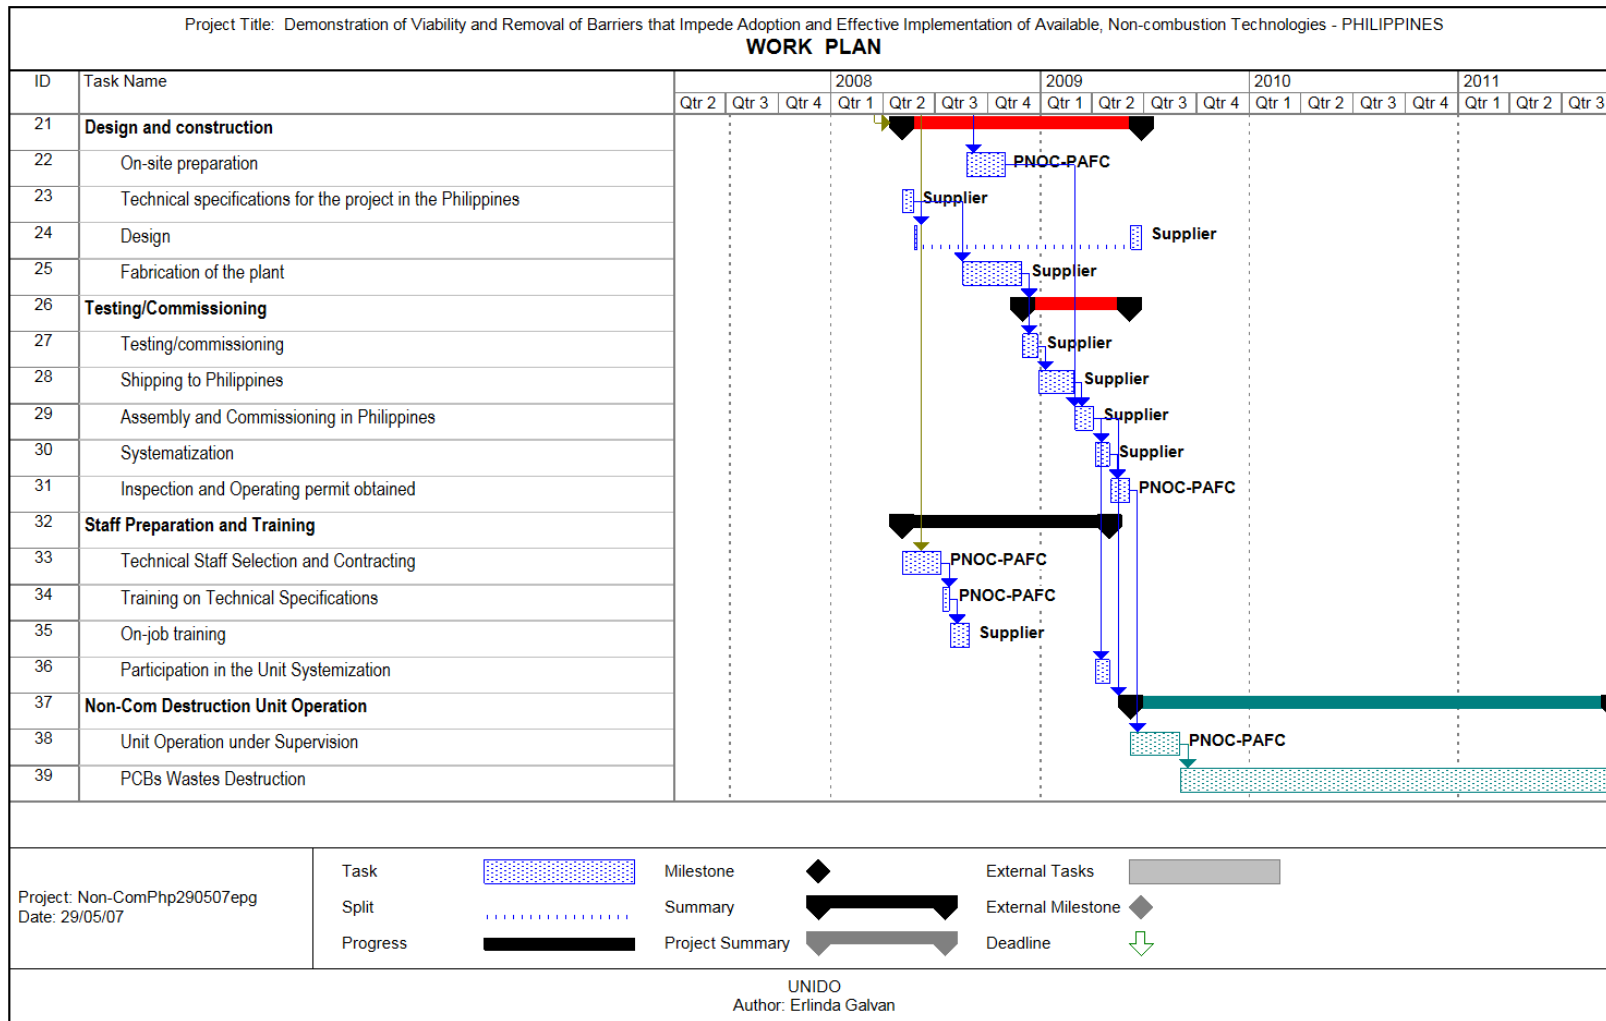 Project Title: Demonstration of Viability and Removal of Barriers that Impede Adoption and Effective Implementation of Available, Non-combustion Technologies - PHILIPPINES
WORK PLAN
ID Task Name 2008 2009 2010 2011
Qtr 2 Qtr 3 Qtr 4 Qtr 1 Qtr 2 Qtr 3 Qtr 4 Qtr 1 Qtr 2 Qtr 3 Qtr 4 Qtr 1 Qtr 2 Qtr 3 Qtr 4 Qtr 1 Qtr 2 Qtr 3
21 Design and construction
22 On-site preparation PNOC-PAFC
23 Technical specifications for the project in the Philippines Supplier
24 Design Supplier
25 Fabrication of the plant Supplier
26 Testing/Commissioning
27 Testing/commissioning Supplier
28 Shipping to Philippines Supplier
29 Assembly and Commissioning in Philippines Supplier
30 Systematization Supplier
31 Inspection and Operating permit obtained PNOC-PAFC
32 Staff Preparation and Training
33 Technical Staff Selection and Contracting PNOC-PAFC
34 Training on Technical Specifications PNOC-PAFC
35 On-job training Supplier
36 Participation in the Unit Systemization
37 Non-Com Destruction Unit Operation
38 Unit Operation under Supervision PNOC-PAFC
39 PCBs Wastes Destruction
Project: Non-ComPhp290507epg
Date: 29/05/07
Task Milestone External Tasks
Split Summary External Milestone
Progress Project Summary Deadline
UNIDO
Author: Erlinda Galvan